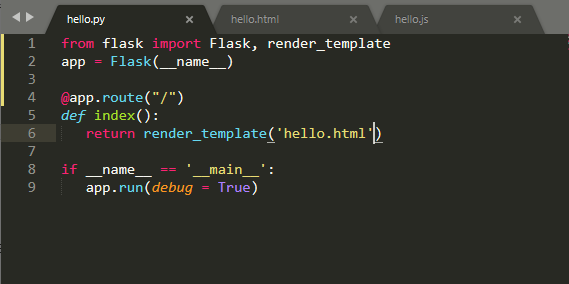 hello.py × hello.html × hello.js ×
1 from flask import Flask, render_template
2 app = Flask(__name__)
3
4 @app.route("/")
5 def index():
6    return render_template('hello.html')
7
8 if __name__ == '__main__':
9    app.run(debug = True)